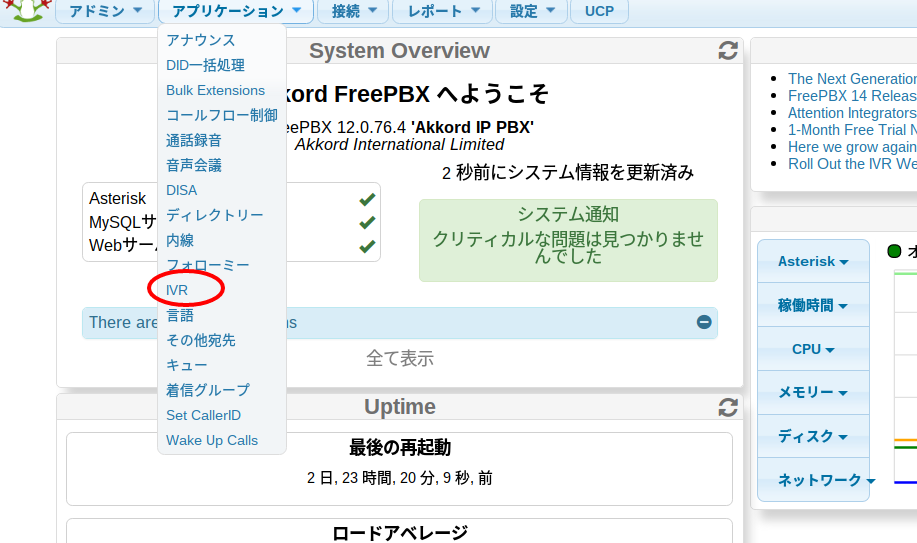 アドミン アプリケーション 接続 レポート 設定 UCP
アナウンス
DID一括処理
Bulk Extensions
コールフロー制御
通話録音
音声会議
DISA
ディレクトリー
内線
フォローミー
IVR
言語
その他宛先
キュー
着信グループ
Set CallerID
Wake Up Calls
System Overview
kord FreePBX へようこそ
eePBX 12.0.76.4 'Akkord IP PBX'
Akkord International Limited
2 秒前にシステム情報を更新済み
Asterisk
MySQLサ
Webサー
システム通知
クリティカルな問題は見つかりませ
んでした
There are
全て表示
Uptime
最後の再起動
2 日, 23 時間, 20 分, 9 秒, 前
ロードアベレージ
The Next Generation
FreePBX 14 Releas
Attention Integrators
1-Month Free Trial N
Here we grow again
Roll Out the IVR We
Asterisk
稼働時間
CPU
メモリー
ディスク
ネットワーク
オ